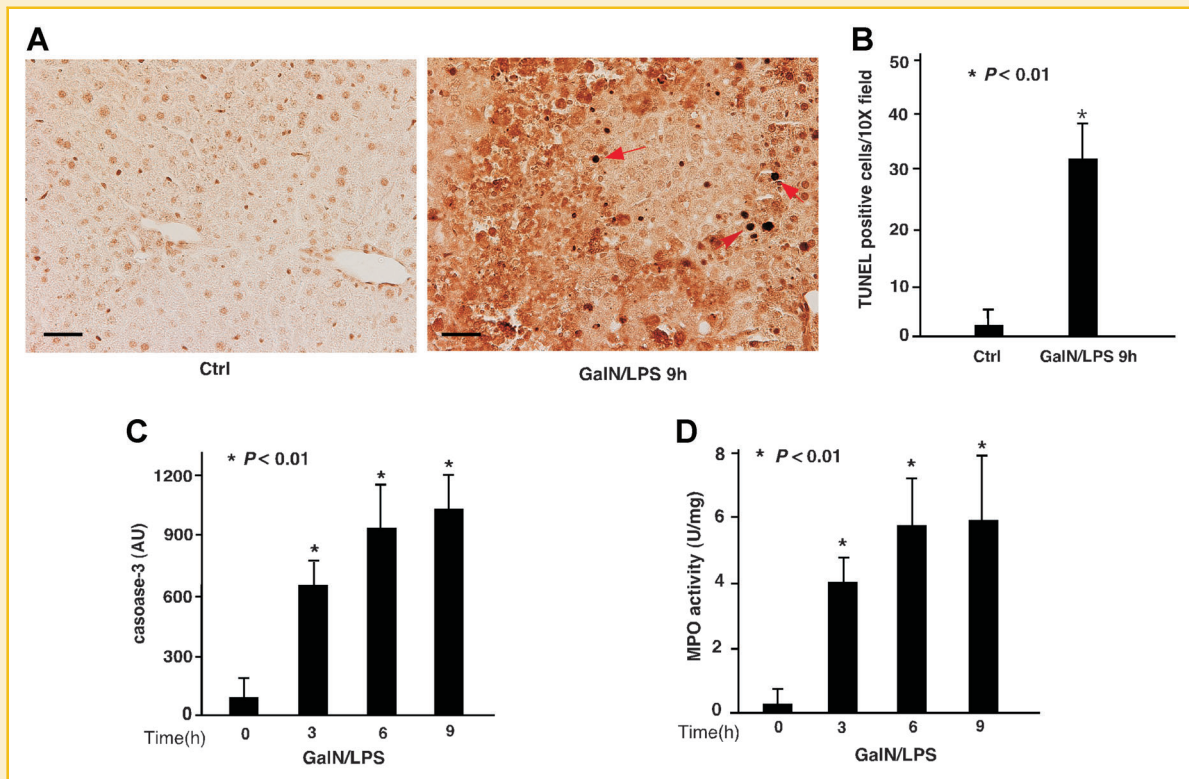 A
Ctrl
GalN/LPS 9h
B
* P < 0.01
TUNEL positive cells/10X field
50
40
30
20
10
0
*
Ctrl
GalN/LPS 9h
C
* P < 0.01
casoase-3 (AU)
1200
900
600
300
0
*
*
*
Time(h) 0 3 6 9
GalN/LPS
D
* P < 0.01
MPO activity (U/mg)
8
6
4
2
0
*
*
*
Time(h) 0 3 6 9
GalN/LPS